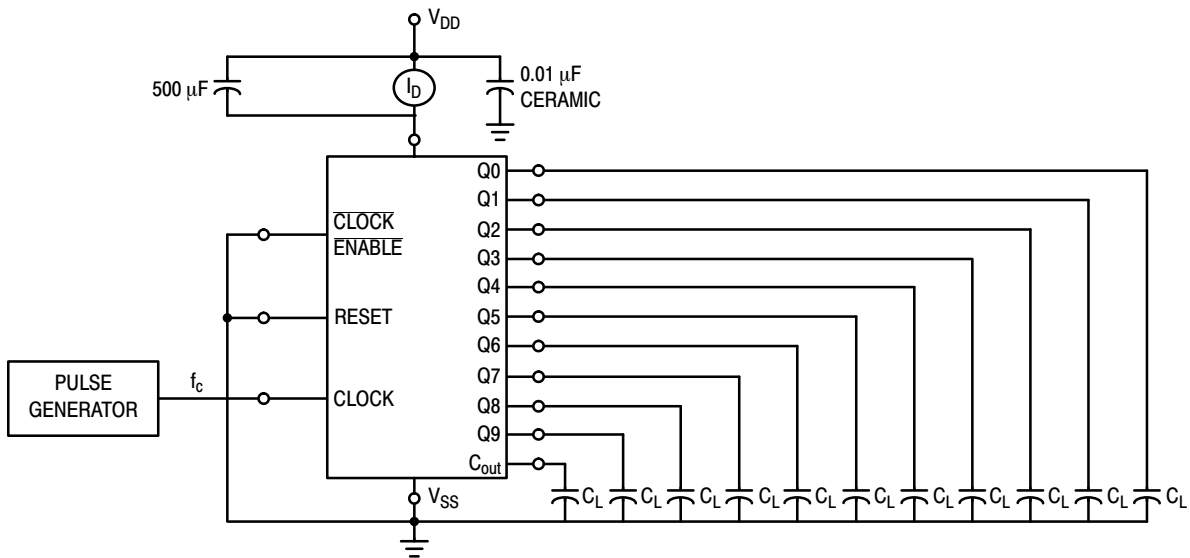 V_DD
500 μF
I_D
0.01 μF
CERAMIC
Q0
Q1
CLOCK
ENABLE
Q2
Q3
Q4
RESET
Q5
Q6
PULSE
GENERATOR
f_c
CLOCK
Q7
Q8
Q9
C_out
V_SS
C_L C_L C_L C_L C_L C_L C_L C_L C_L C_L C_L